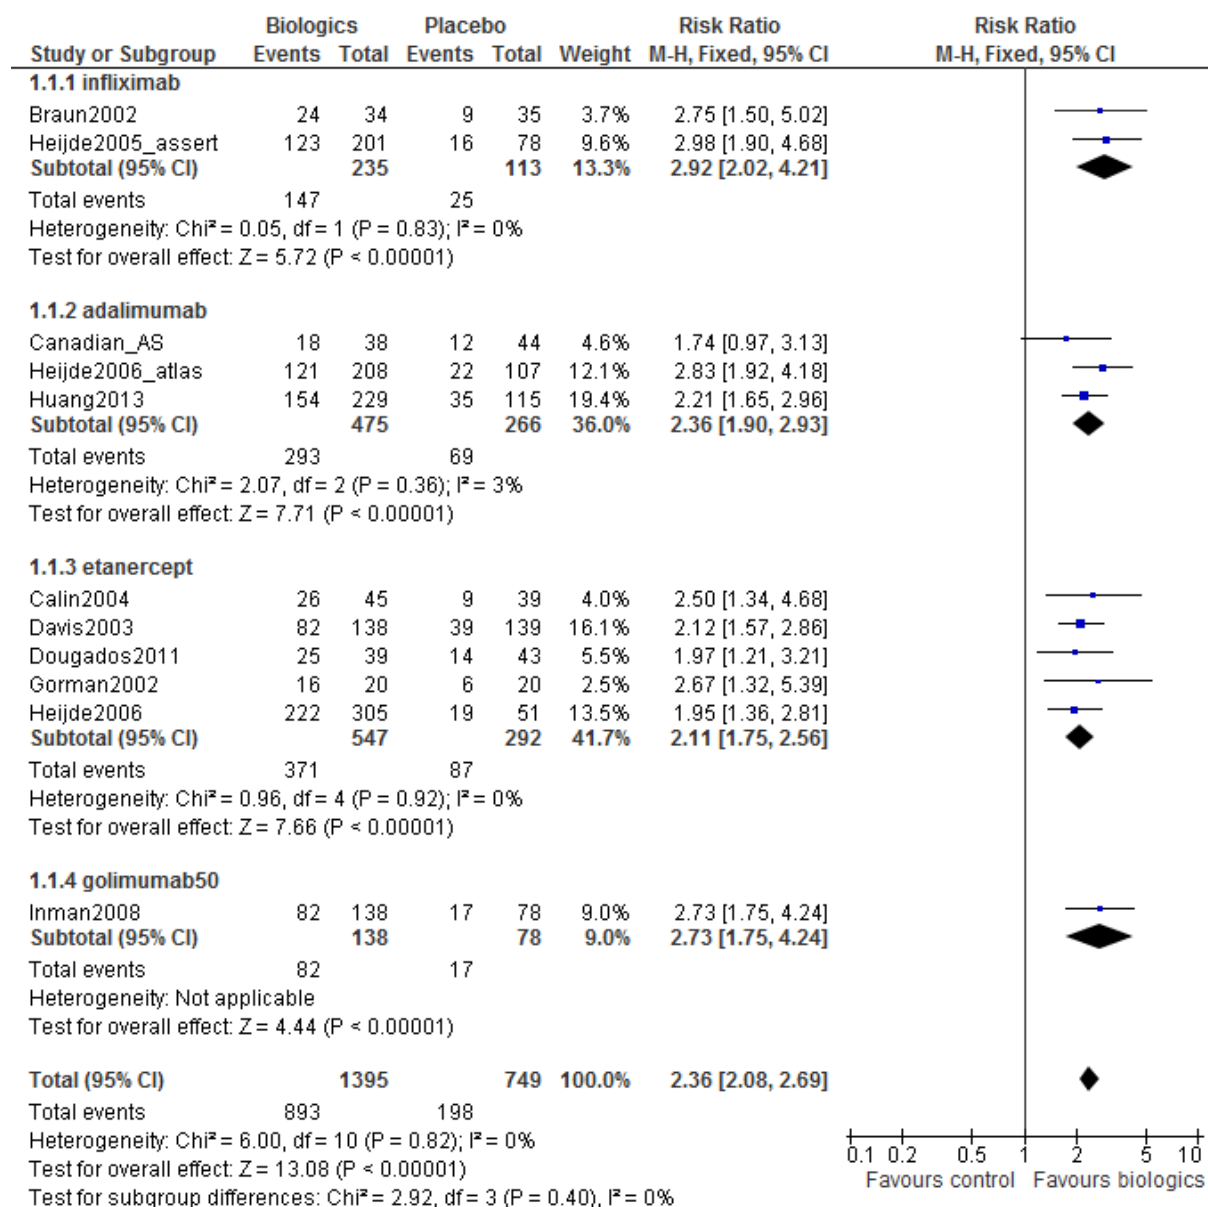 Biologics Placebo Risk Ratio Risk Ratio
Study or Subgroup Events Total Events Total Weight M-H, Fixed, 95% CI M-H, Fixed, 95% CI
1.1.1 infliximab
Braun2002 24 34 9 35 3.7% 2.75 [1.50, 5.02]
Heijde2005_assert 123 201 16 78 9.6% 2.98 [1.90, 4.68]
Subtotal (95% CI) 235 113 13.3% 2.92 [2.02, 4.21]
Total events 147 25
Heterogeneity: Chi² = 0.05, df = 1 (P = 0.83); I² = 0%
Test for overall effect: Z = 5.72 (P < 0.00001)
1.1.2 adalimumab
Canadian_AS 18 38 12 44 4.6% 1.74 [0.97, 3.13]
Heijde2006_atlas 121 208 22 107 12.1% 2.83 [1.92, 4.18]
Huang2013 154 229 35 115 19.4% 2.21 [1.65, 2.96]
Subtotal (95% CI) 475 266 36.0% 2.36 [1.90, 2.93]
Total events 293 69
Heterogeneity: Chi² = 2.07, df = 2 (P = 0.36); I² = 3%
Test for overall effect: Z = 7.71 (P < 0.00001)
1.1.3 etanercept
Calin2004 26 45 9 39 4.0% 2.50 [1.34, 4.68]
Davis2003 82 138 39 139 16.1% 2.12 [1.57, 2.86]
Dougados2011 25 39 14 43 5.5% 1.97 [1.21, 3.21]
Gorman2002 16 20 6 20 2.5% 2.67 [1.32, 5.39]
Heijde2006 222 305 19 51 13.5% 1.95 [1.36, 2.81]
Subtotal (95% CI) 547 292 41.7% 2.11 [1.75, 2.56]
Total events 371 87
Heterogeneity: Chi² = 0.96, df = 4 (P = 0.92); I² = 0%
Test for overall effect: Z = 7.66 (P < 0.00001)
1.1.4 golimumab50
Inman2008 82 138 17 78 9.0% 2.73 [1.75, 4.24]
Subtotal (95% CI) 138 78 9.0% 2.73 [1.75, 4.24]
Total events 82 17
Heterogeneity: Not applicable
Test for overall effect: Z = 4.44 (P < 0.00001)
Total (95% CI) 1395 749 100.0% 2.36 [2.08, 2.69]
Total events 893 198
Heterogeneity: Chi² = 6.00, df = 10 (P = 0.82); I² = 0%
Test for overall effect: Z = 13.08 (P < 0.00001)
Test for subgroup differences: Chi² = 2.92, df = 3 (P = 0.40), I² = 0%
0.1 0.2 0.5 1 2 5 10
Favours control Favours biologics